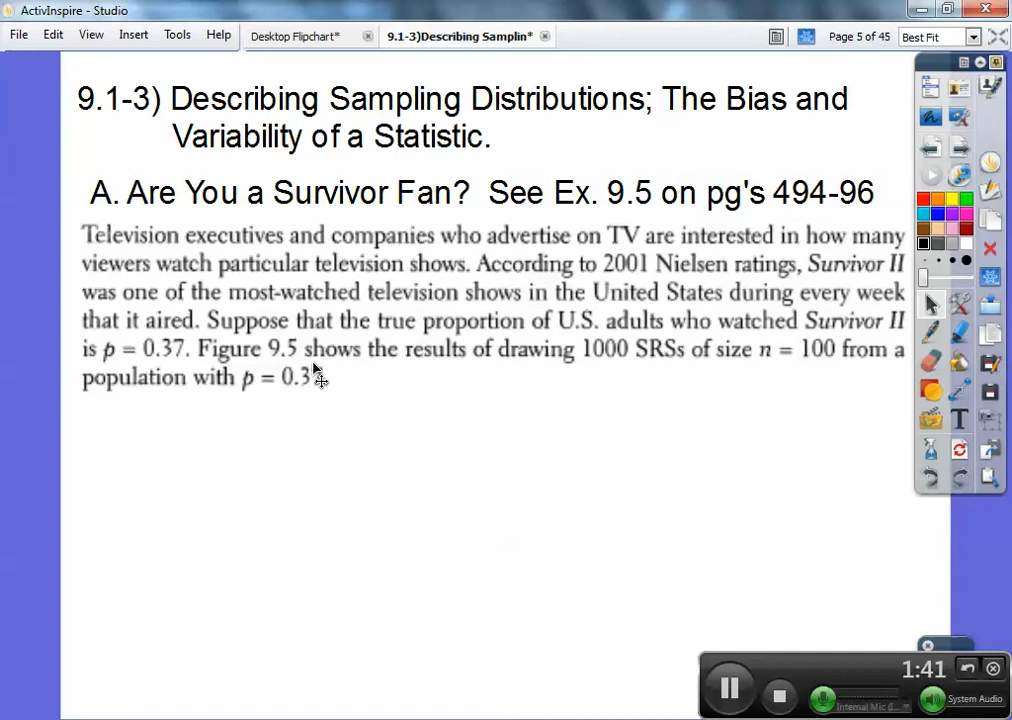 ActivInspire - Studio
File Edit View Insert Tools Help Desktop Flipchart* 9.1-3)Describing Samplin* Page 5 of 45 Best Fit
9.1-3) Describing Sampling Distributions; The Bias and
Variability of a Statistic.
A. Are You a Survivor Fan? See Ex. 9.5 on pg's 494-96
Television executives and companies who advertise on TV are interested in how many
viewers watch particular television shows. According to 2001 Nielsen ratings, Survivor II
was one of the most-watched television shows in the United States during every week
that it aired. Suppose that the true proportion of U.S. adults who watched Survivor II
is p = 0.37. Figure 9.5 shows the results of drawing 1000 SRSs of size n = 100 from a
population with p = 0.3
1:41
Internal Mic (I... System Audio